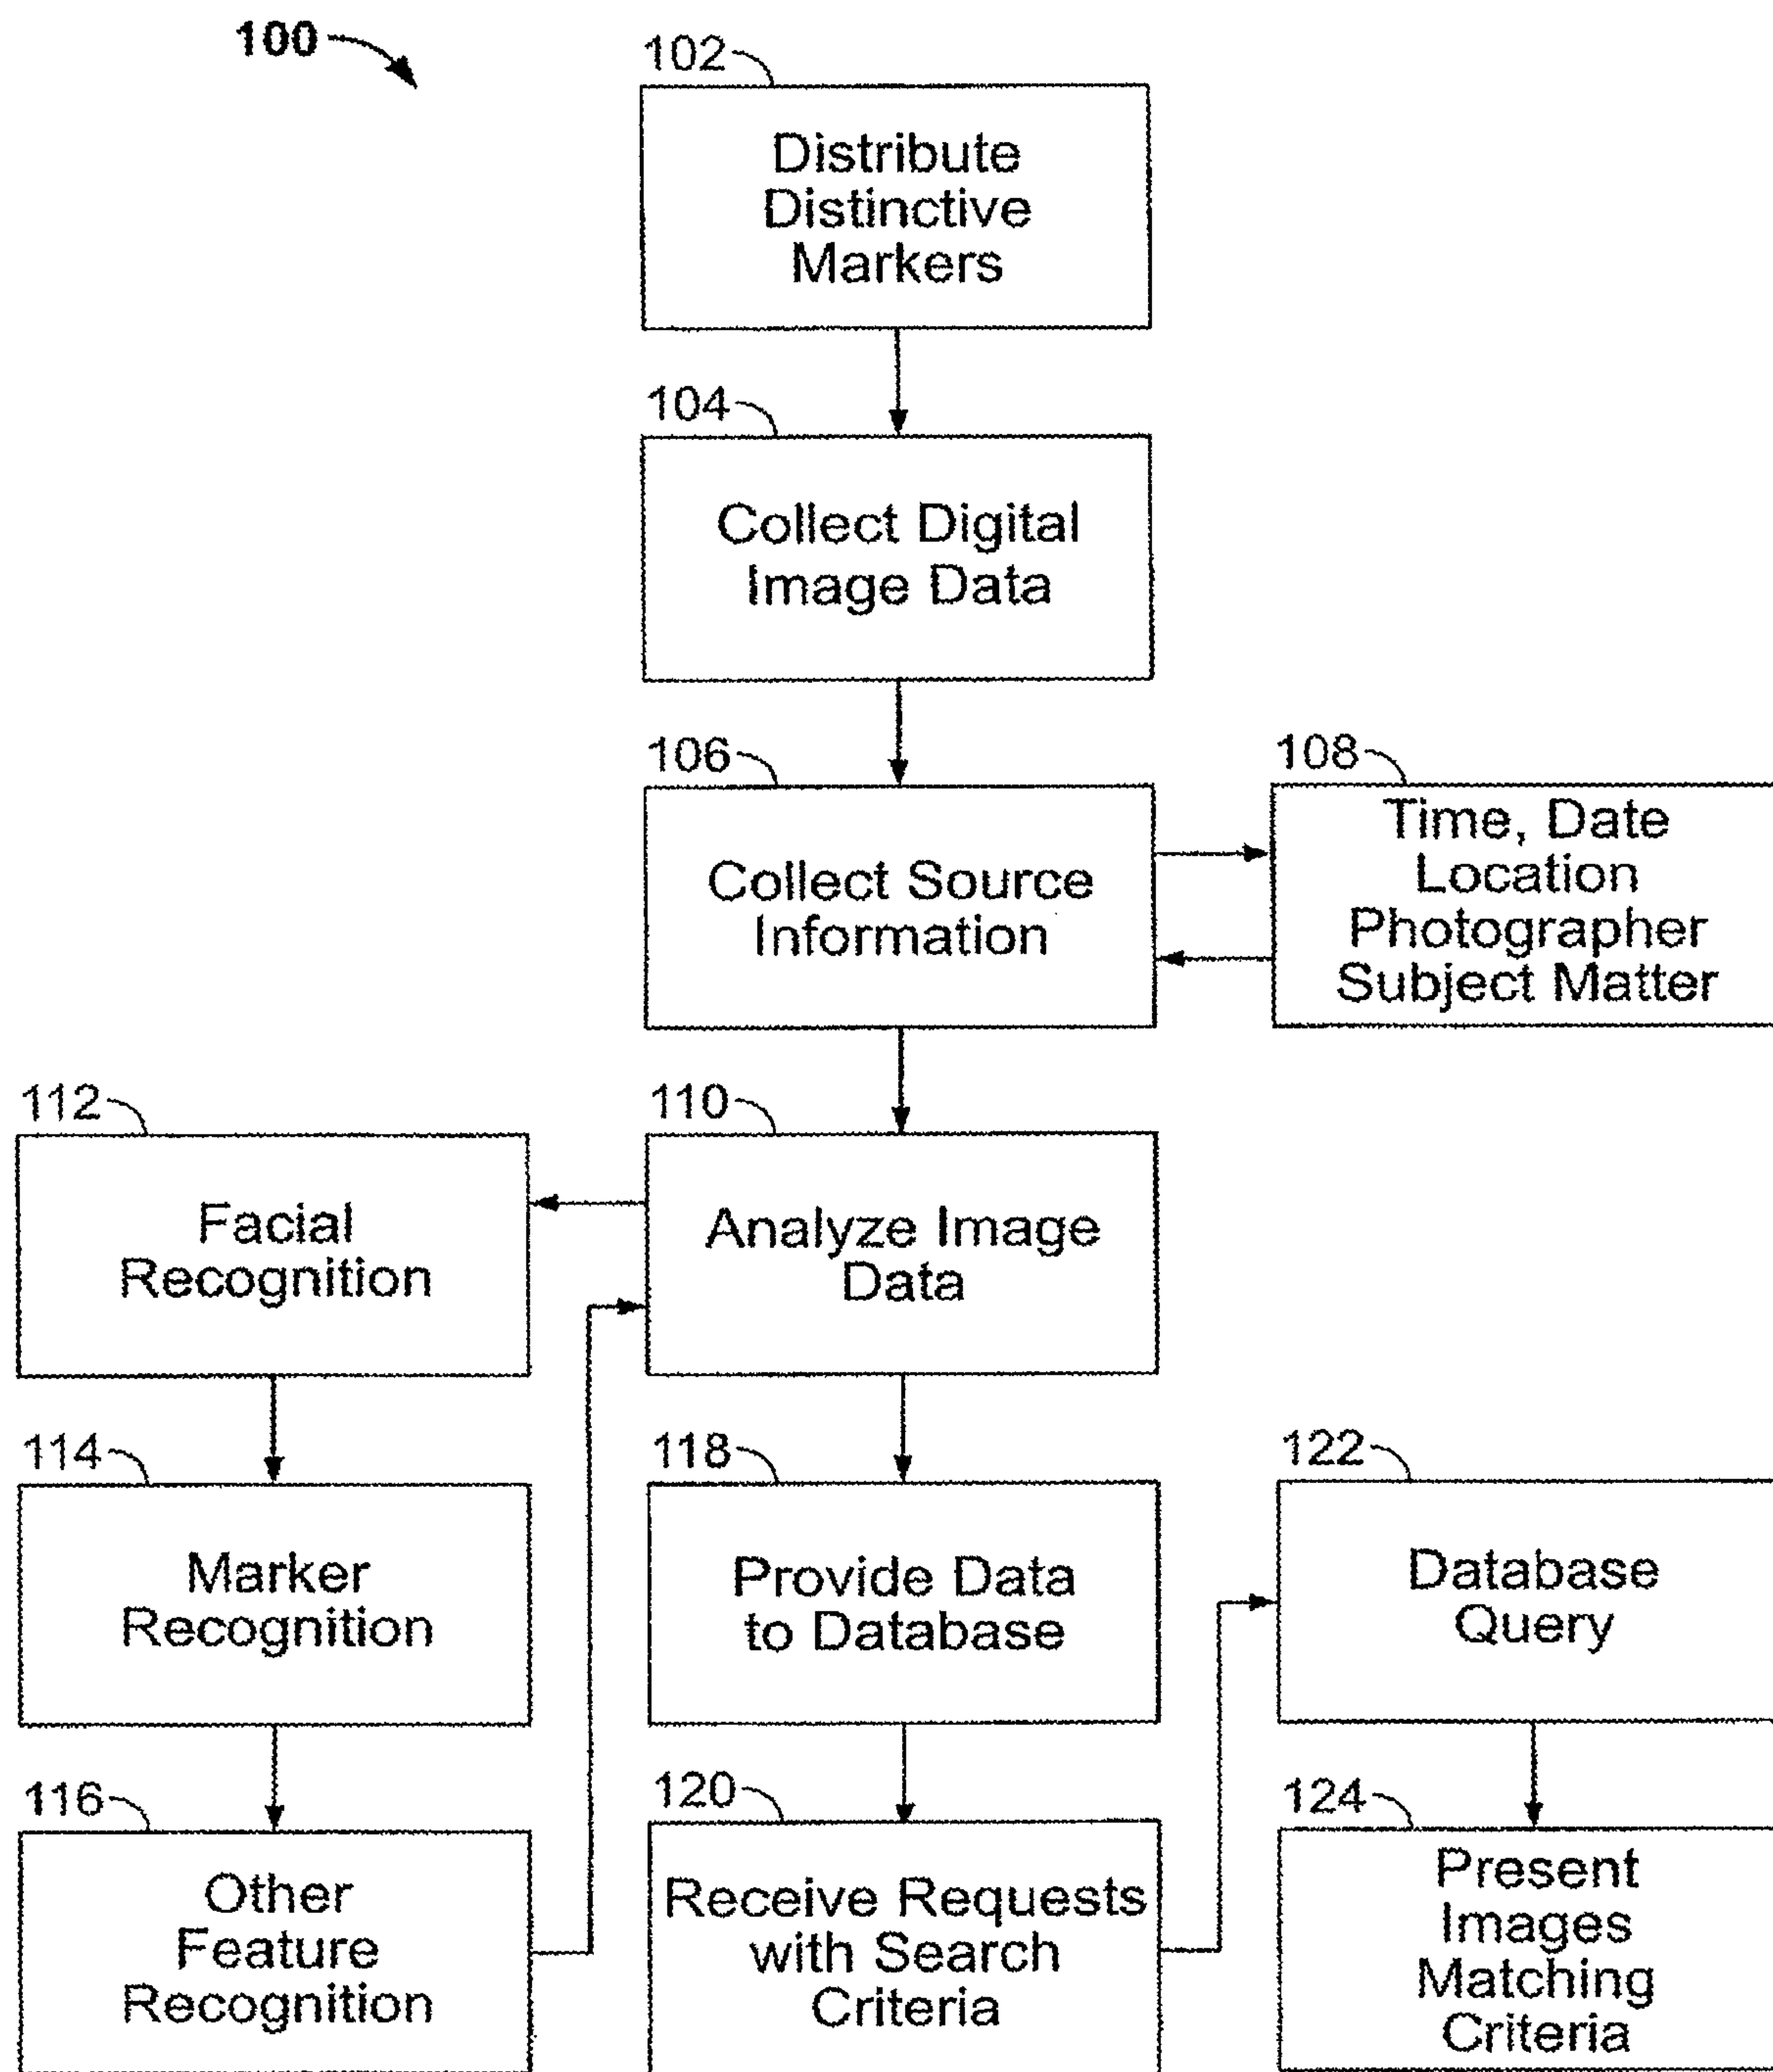 100
102
Distribute
Distinctive
Markers
104
Collect Digital
Image Data
106
Collect Source
Information
108
Time, Date
Location
Photographer
Subject Matter
112
Facial
Recognition
110
Analyze Image
Data
114
Marker
Recognition
118
Provide Data
to Database
122
Database
Query
116
Other
Feature
Recognition
120
Receive Requests
with Search
Criteria
124
Present
Images
Matching
Criteria